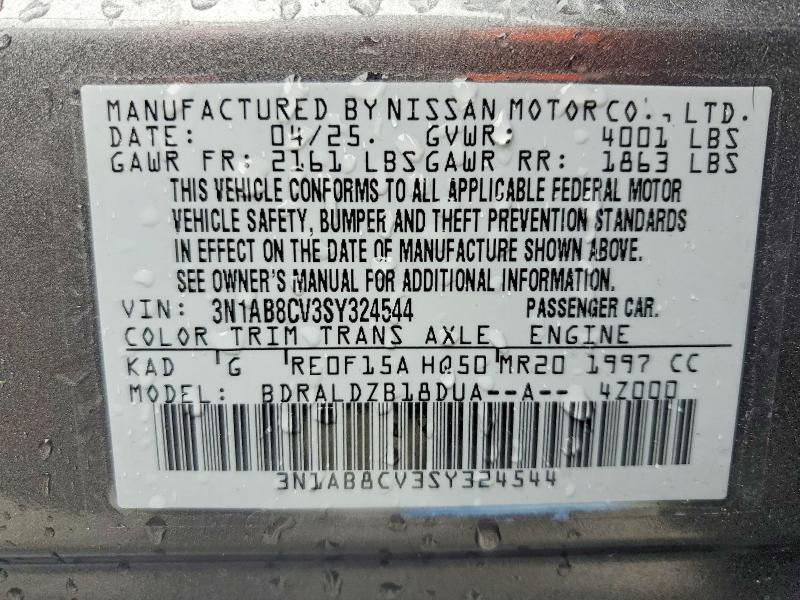 MANUFACTURED BY NISSAN MOTOR CO., LTD.
DATE: 04/25. GVWR: 4001 LBS
GAWR FR: 2161 LBS GAWR RR: 1863 LBS
THIS VEHICLE CONFORMS TO ALL APPLICABLE FEDERAL MOTOR
VEHICLE SAFETY, BUMPER AND THEFT PREVENTION STANDARDS
IN EFFECT ON THE DATE OF MANUFACTURE SHOWN ABOVE.
SEE OWNER'S MANUAL FOR ADDITIONAL INFORMATION.
VIN: 3N1AB8CV3SY324544 PASSENGER CAR.
COLOR TRIM TRANS AXLE ENGINE
KAD G RE0F15A HQ50 MR20 1997 CC
MODEL: BDRALDZB18DUA--A-- 4Z000
3N1AB8CV3SY324544